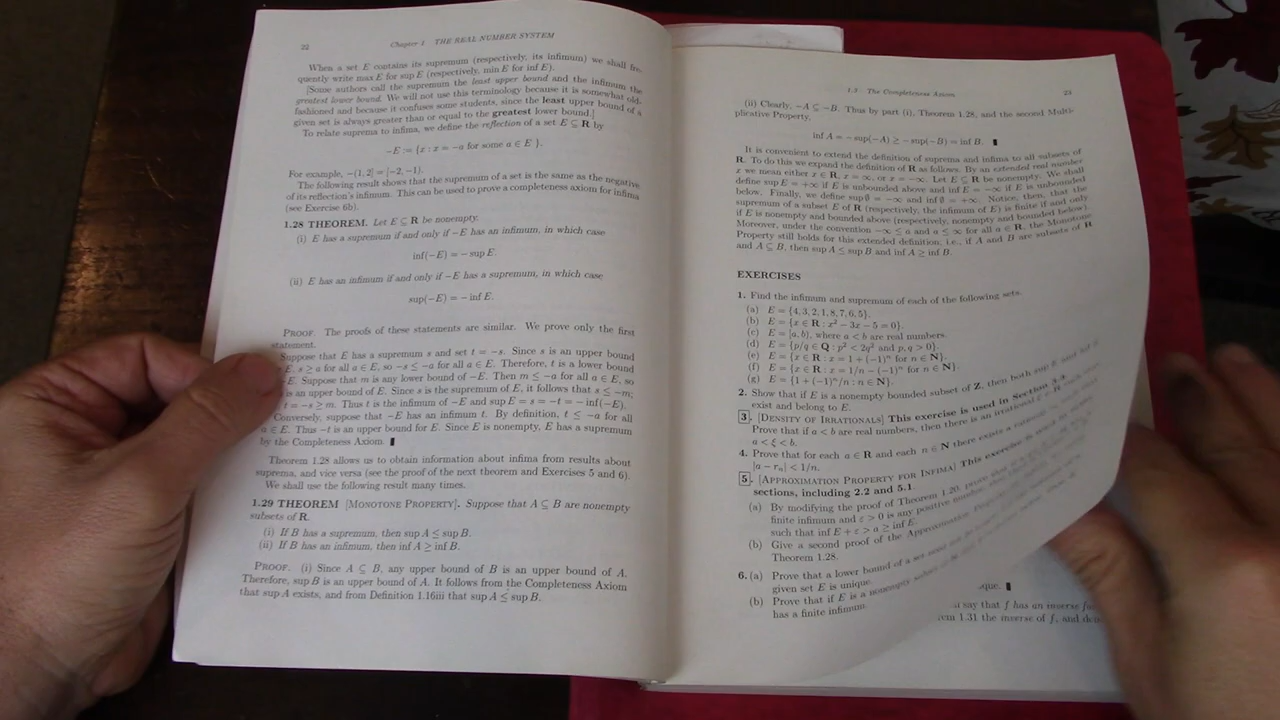 22
Chapter 1 THE REAL NUMBER SYSTEM
When a set E contains its supremum (respectively, its infimum) we shall fre-
quently write max E for sup E (respectively, min E for inf E).
[Some authors call the supremum the least upper bound and the infimum the
greatest lower bound. We will not use this terminology because it is somewhat old-
fashioned and because it confuses some students, since the least upper bound of a
given set is always greater than or equal to the greatest lower bound.]
To relate suprema to infima, we define the reflection of a set E ⊆ R by
−E := {x : x = −a for some a ∈ E }.
For example, −(1, 2] = [−2, −1).
The following result shows that the supremum of a set is the same as the negative
of its reflection's infimum. This can be used to prove a completeness axiom for infima
(see Exercise 6b).
1.28 THEOREM. Let E ⊆ R be nonempty.
(i) E has a supremum if and only if −E has an infimum, in which case
inf(−E) = − sup E.
(ii) E has an infimum if and only if −E has a supremum, in which case
sup(−E) = − inf E.
PROOF. The proofs of these statements are similar. We prove only the first
statement.
Suppose that E has a supremum s and set t = −s. Since s is an upper bound
E, s ≥ a for all a ∈ E, so −s ≤ −a for all a ∈ E. Therefore, t is a lower bound
E. Suppose that m is any lower bound of −E. Then m ≤ −a for all a ∈ E, so
is an upper bound of E. Since s is the supremum of E, it follows that s ≤ −m;
t = −s ≥ m. Thus t is the infimum of −E and sup E = s = −t = − inf(−E).
Conversely, suppose that −E has an infimum t. By definition, t ≤ −a for all
a ∈ E. Thus −t is an upper bound for E. Since E is nonempty, E has a supremum
by the Completeness Axiom. ▮
Theorem 1.28 allows us to obtain information about infima from results about
suprema, and vice versa (see the proof of the next theorem and Exercises 5 and 6).
We shall use the following result many times.
1.29 THEOREM [MONOTONE PROPERTY]. Suppose that A ⊆ B are nonempty
subsets of R.
(i) If B has a supremum, then sup A ≤ sup B.
(ii) If B has an infimum, then inf A ≥ inf B.
PROOF. (i) Since A ⊆ B, any upper bound of B is an upper bound of A.
Therefore, sup B is an upper bound of A. It follows from the Completeness Axiom
that sup A exists, and from Definition 1.16iii that sup A ≤ sup B.
1.3 The Completeness Axiom
23
(ii) Clearly, −A ⊆ −B. Thus by part (i), Theorem 1.28, and the second Multi-
plicative Property,
inf A = − sup(−A) ≥ − sup(−B) = inf B. ▮
It is convenient to extend the definition of suprema and infima to all subsets of
R. To do this we expand the definition of R as follows. By an extended real number
x we mean either x ∈ R, x = ∞, or x = −∞. Let E ⊆ R be nonempty. We shall
define sup E = +∞ if E is unbounded above and inf E = −∞ if E is unbounded
below. Finally, we define sup ∅ = −∞ and inf ∅ = +∞. Notice, then, that the
supremum of a subset E of R (respectively, the infimum of E) is finite if and only
if E is nonempty and bounded above (respectively, nonempty and bounded below).
Moreover, under the convention −∞ ≤ a and a ≤ ∞ for all a ∈ R, the Monotone
Property still holds for this extended definition; i.e., if A and B are subsets of R
and A ⊆ B, then sup A ≤ sup B and inf A ≥ inf B.
EXERCISES
1. Find the infimum and supremum of each of the following sets.
(a) E = {4, 3, 2, 1, 8, 7, 6, 5}.
(b) E = {x ∈ R : x² − 3x − 5 = 0}.
(c) E = [a, b), where a < b are real numbers.
(d) E = {p/q ∈ Q : p² < 2q² and p, q > 0}.
(e) E = {x ∈ R : x = 1 + (−1)ⁿ for n ∈ N}.
(f) E = {x ∈ R : x = 1/n − (−1)ⁿ for n ∈ N}.
(g) E = {1 + (−1)ⁿ/n : n ∈ N}.
2. Show that if E is a nonempty bounded subset of Z, then both sup E and inf E
exist and belong to E.
3. [DENSITY OF IRRATIONALS] This exercise is used in Section
Prove that if a < b are real numbers, then there is an irrational ξ ∈ R such
a < ξ < b.
4. Prove that for each a ∈ R and each n ∈ N there exists a rational
|a − rₙ| < 1/n.
5. [APPROXIMATION PROPERTY FOR INFIMA] This exercise is used in
sections, including 2.2 and 5.1.
(a) By modifying the proof of Theorem 1.20, prove that
finite infimum and ε > 0 is any positive number,
such that inf E + ε > a ≥ inf E.
(b) Give a second proof of the Approximation
Theorem 1.28.
6. (a) Prove that a lower bound of a set
given set E is unique.
(b) Prove that if E is a nonempty subset of
has a finite infimum.
que. ▮
say that f has an inverse
1.31 the inverse of f, and